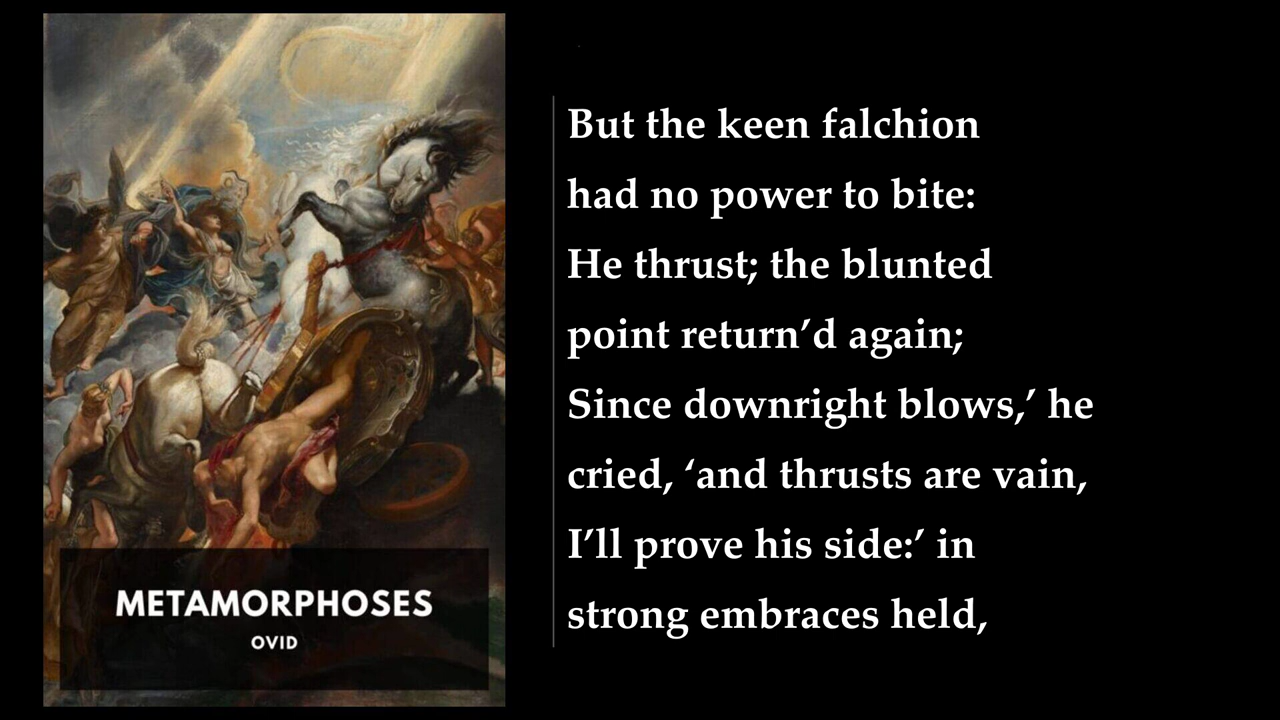 METAMORPHOSES
OVID
But the keen falchion
had no power to bite:
He thrust; the blunted
point return’d again;
Since downright blows,’ he
cried, ‘and thrusts are vain,
I’ll prove his side:’ in
strong embraces held,